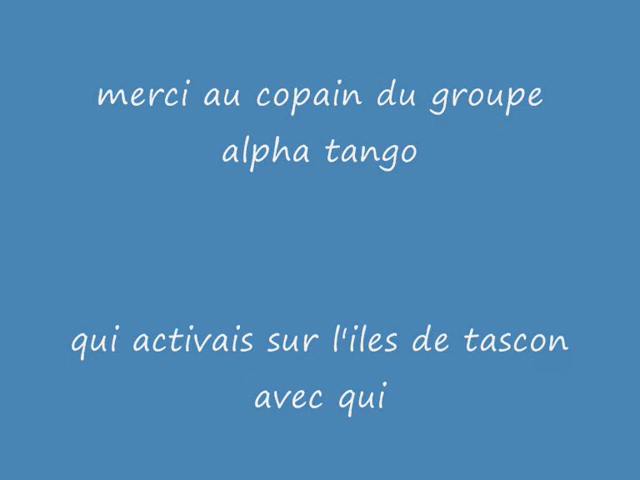 merci au copain du groupe
alpha tango
qui activais sur l'iles de tascon
avec qui